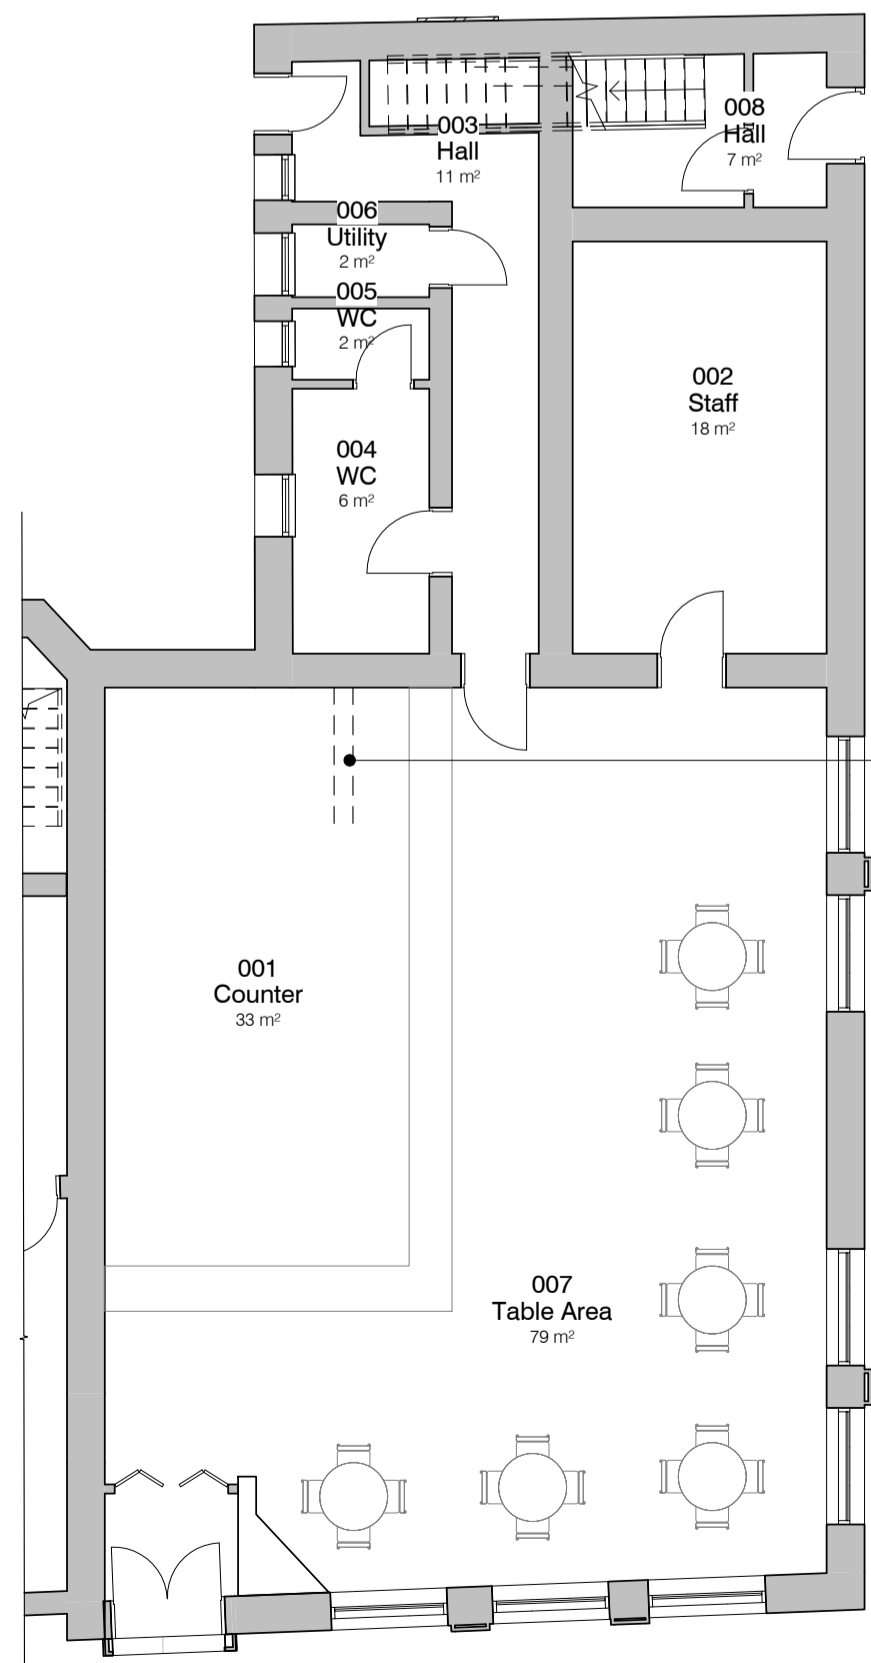 003
Hall
11 m²
008
Hall
7 m²
006
Utility
2 m²
005
WC
2 m²
002
Staff
18 m²
004
WC
6 m²
001
Counter
33 m²
007
Table Area
79 m²